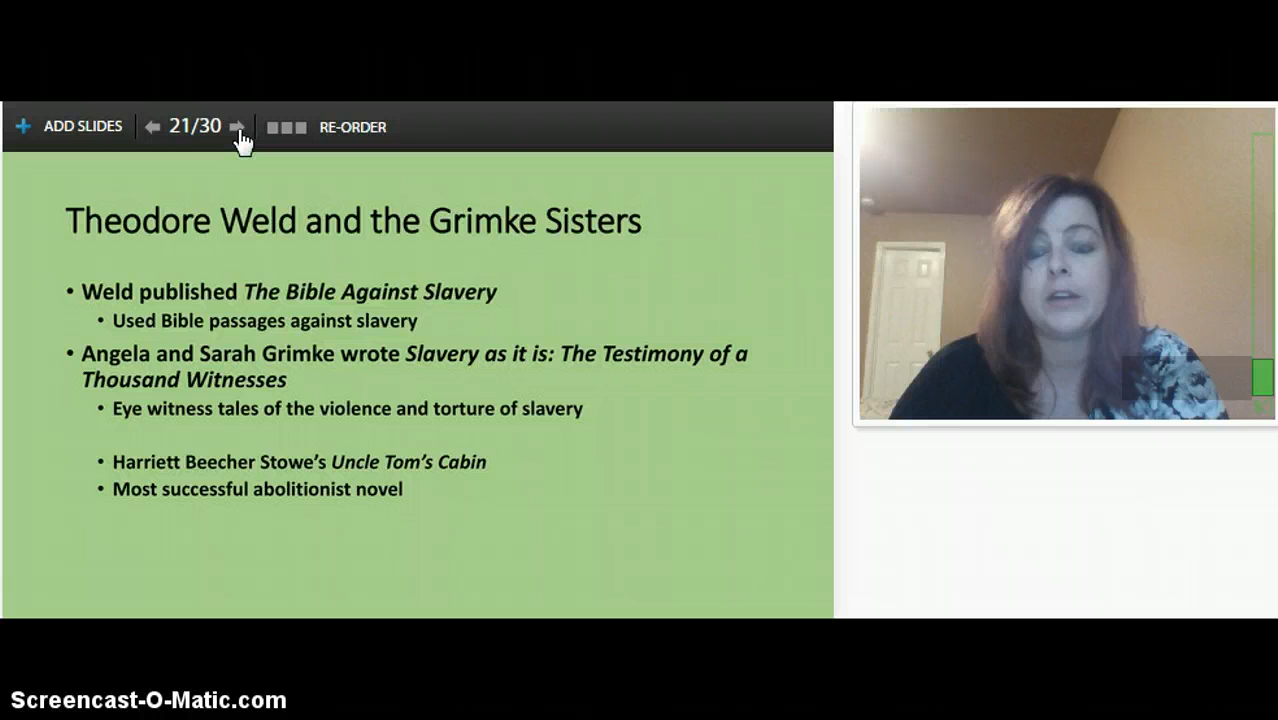 ADD SLIDES 21/30 RE-ORDER
Theodore Weld and the Grimke Sisters
• Weld published The Bible Against Slavery
• Used Bible passages against slavery
• Angela and Sarah Grimke wrote Slavery as it is: The Testimony of a
Thousand Witnesses
• Eye witness tales of the violence and torture of slavery
• Harriett Beecher Stowe’s Uncle Tom’s Cabin
• Most successful abolitionist novel
Screencast-O-Matic.com